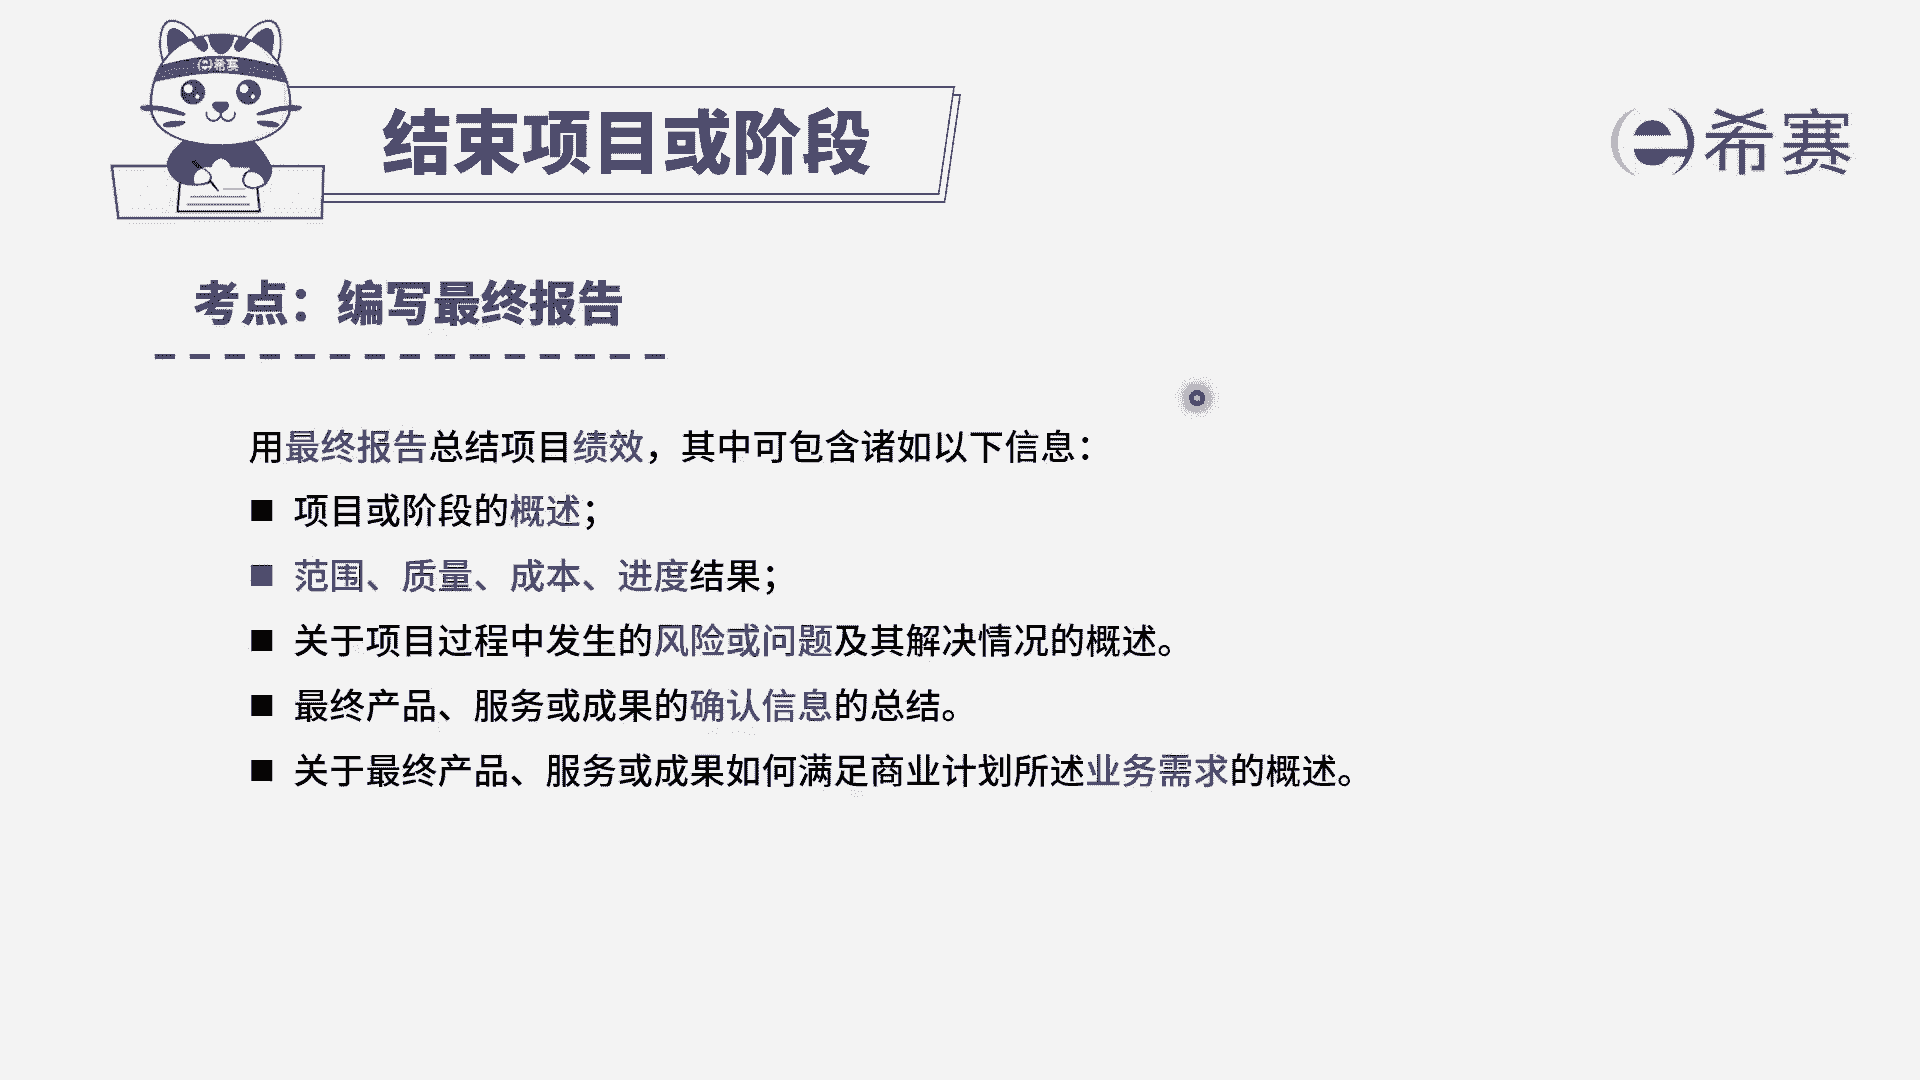 e希赛
结束项目或阶段
e希赛
考点：编写最终报告
用最终报告总结项目绩效，其中可包含诸如以下信息：
■ 项目或阶段的概述；
■ 范围、质量、成本、进度结果；
■ 关于项目过程中发生的风险或问题及其解决情况的概述。
■ 最终产品、服务或成果的确认信息的总结。
■ 关于最终产品、服务或成果如何满足商业计划所述业务需求的概述。